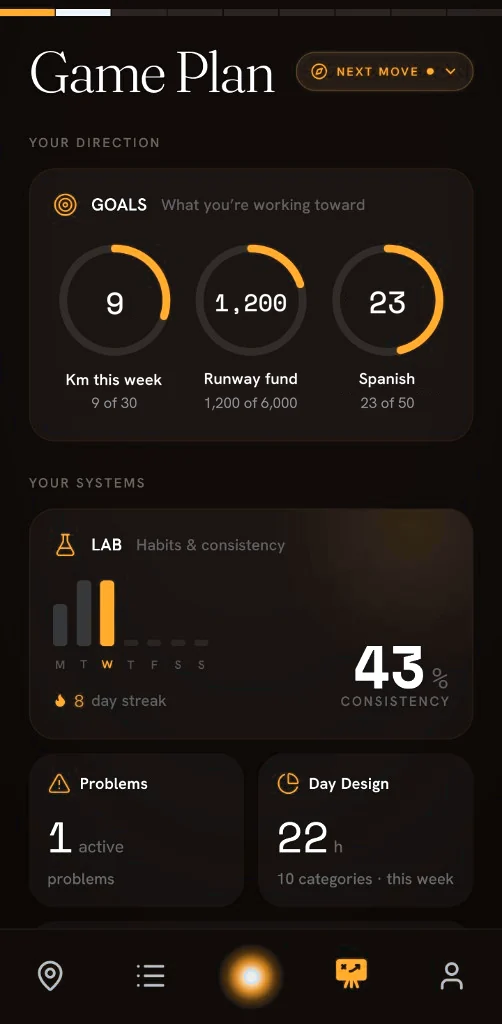 Game Plan
NEXT MOVE
YOUR DIRECTION
GOALS What you're working toward
9 1,200 23
Km this week Runway fund Spanish
9 of 30 1,200 of 6,000 23 of 50
YOUR SYSTEMS
LAB Habits & consistency
M T W T F S S
43 %
8 day streak
CONSISTENCY
Problems
1 active
problems
Day Design
22 h
10 categories · this week